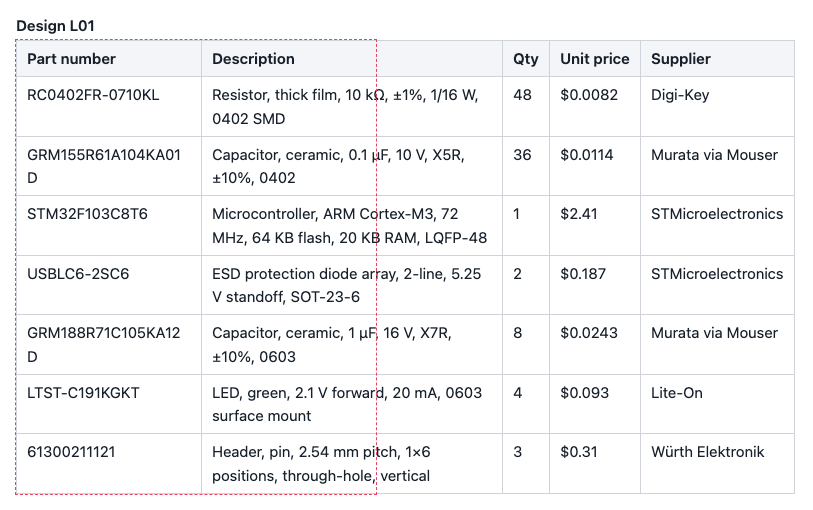 Design L01
Part number Description Qty Unit price Supplier
RC0402FR-0710KL Resistor, thick film, 10 kΩ, ±1%, 1/16 W, 48 $0.0082 Digi-Key
0402 SMD
GRM155R61A104KA01 Capacitor, ceramic, 0.1 µF, 10 V, X5R, 36 $0.0114 Murata via Mouser
D ±10%, 0402
STM32F103C8T6 Microcontroller, ARM Cortex-M3, 72 1 $2.41 STMicroelectronics
MHz, 64 KB flash, 20 KB RAM, LQFP-48
USBLC6-2SC6 ESD protection diode array, 2-line, 5.25 2 $0.187 STMicroelectronics
V standoff, SOT-23-6
GRM188R71C105KA12 Capacitor, ceramic, 1 µF, 16 V, X7R, 8 $0.0243 Murata via Mouser
D ±10%, 0603
LTST-C191KGKT LED, green, 2.1 V forward, 20 mA, 0603 4 $0.093 Lite-On
surface mount
61300211121 Header, pin, 2.54 mm pitch, 1×6 3 $0.31 Würth Elektronik
positions, through-hole, vertical